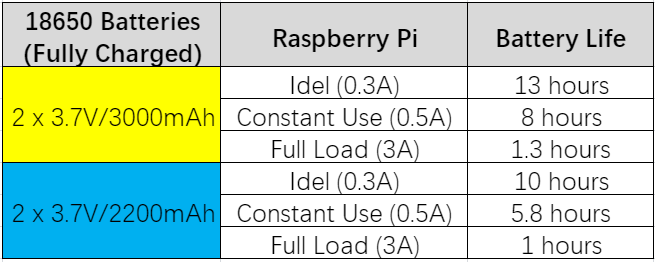 18650 Batteries
(Fully Charged)
Raspberry Pi
Battery Life
2 x 3.7V/3000mAh
Idel (0.3A)
13 hours
Constant Use (0.5A)
8 hours
Full Load (3A)
1.3 hours
2 x 3.7V/2200mAh
Idel (0.3A)
10 hours
Constant Use (0.5A)
5.8 hours
Full Load (3A)
1 hours